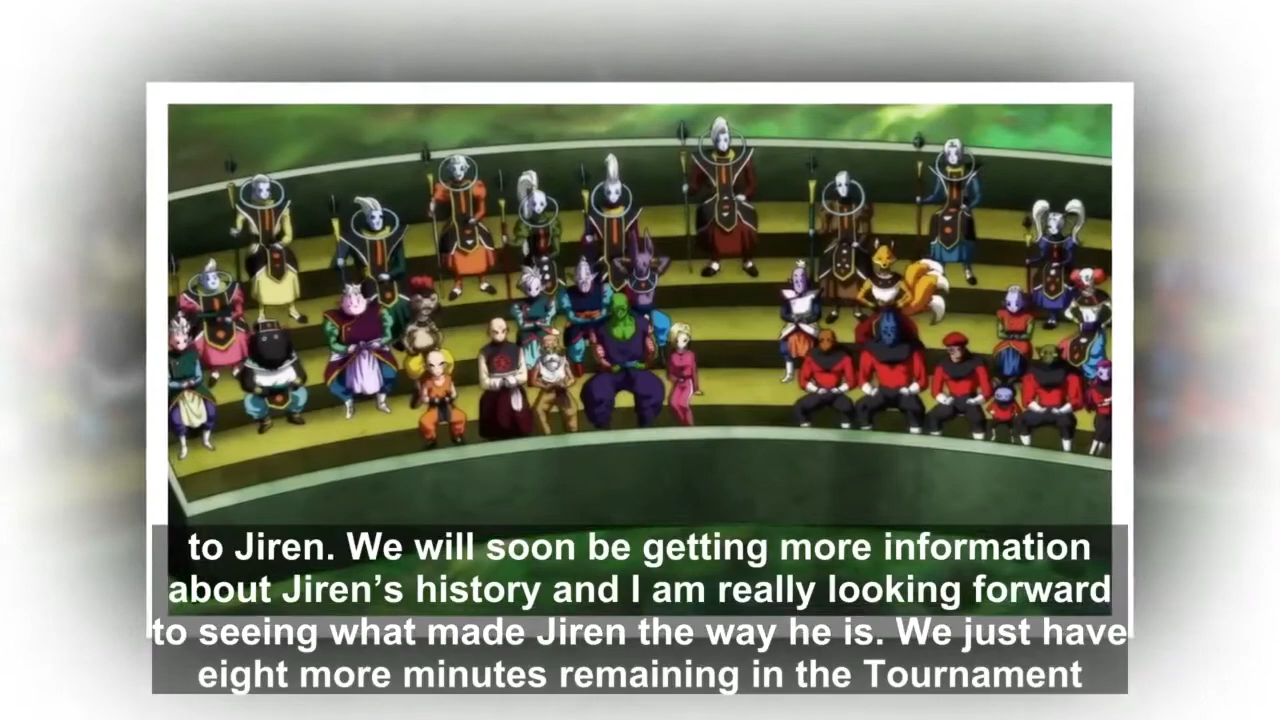 to Jiren. We will soon be getting more information
about Jiren’s history and I am really looking forward
to seeing what made Jiren the way he is. We just have
eight more minutes remaining in the Tournament